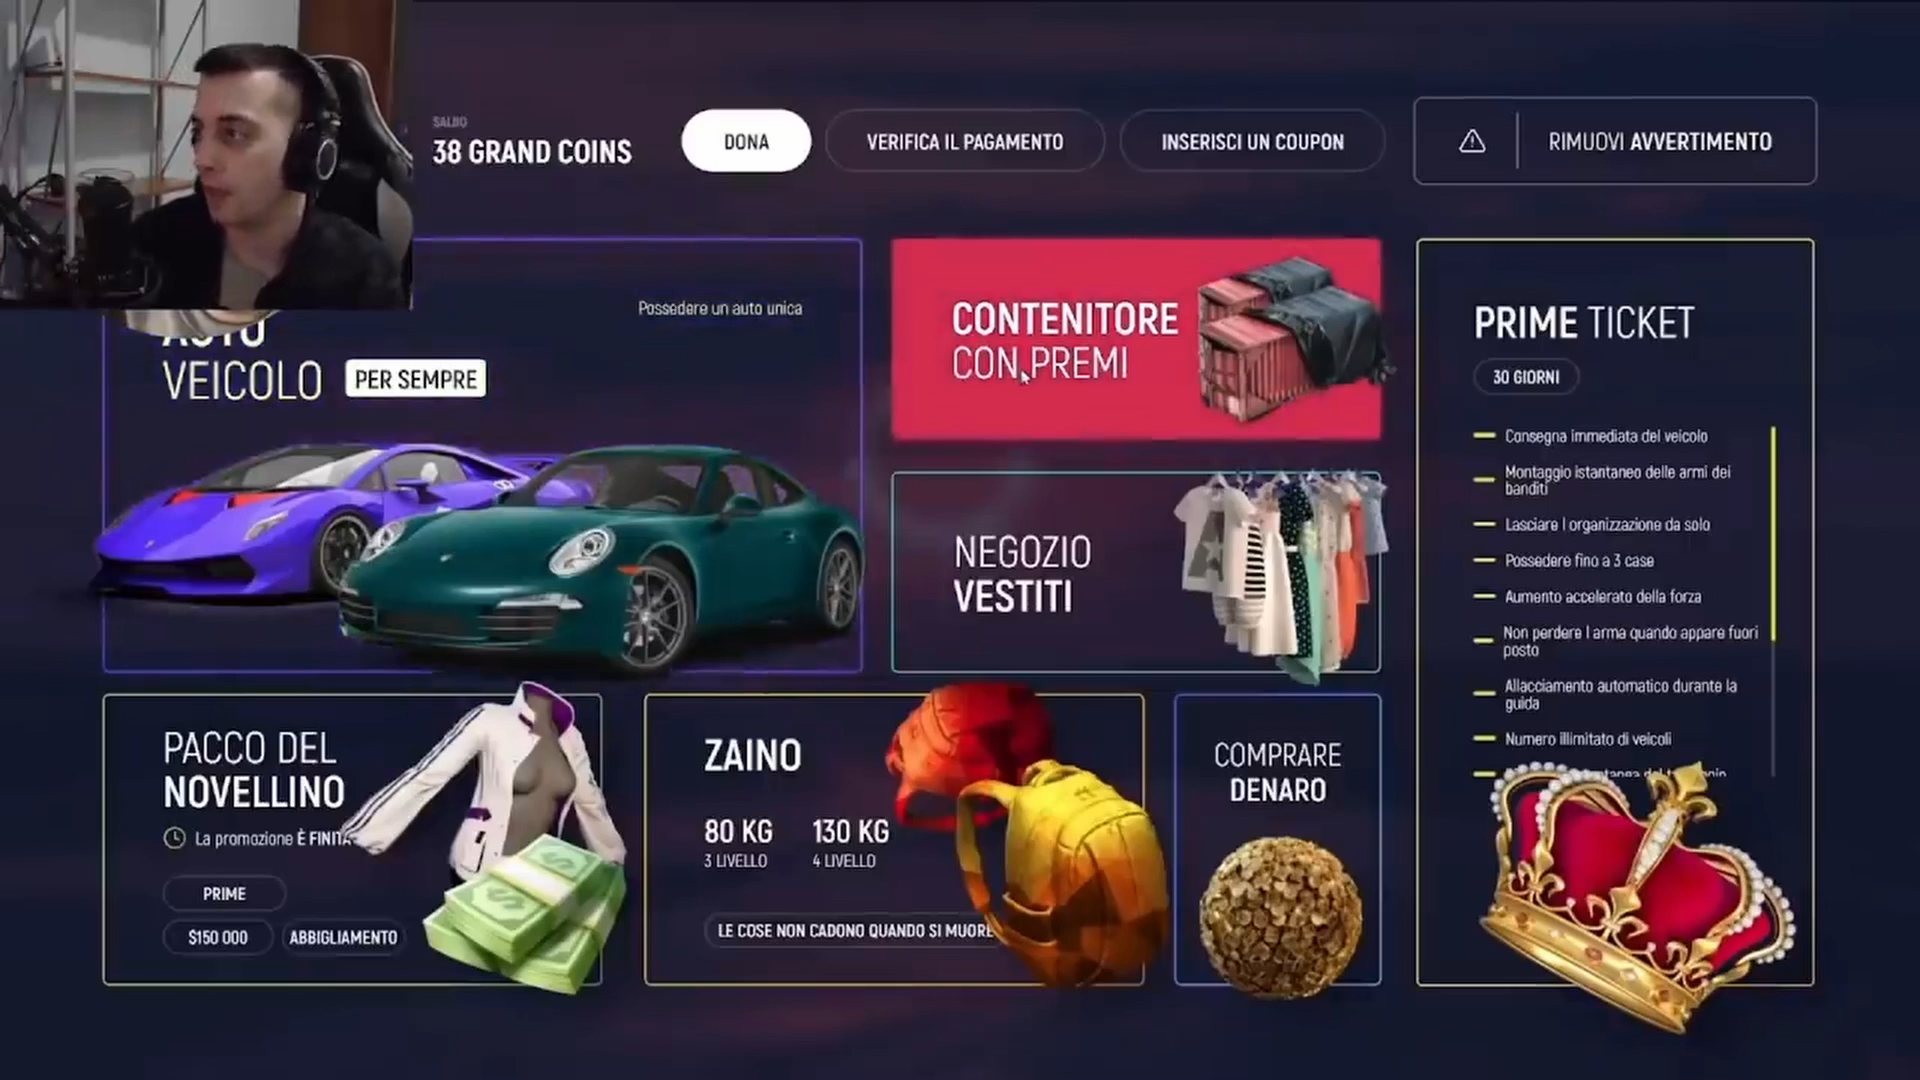 SALDO
38 GRAND COINS
DONA
VERIFICA IL PAGAMENTO
INSERISCI UN COUPON
RIMUOVI AVVERTIMENTO
Possedere un auto unica
AUTO
VEICOLO
PER SEMPRE
CONTENITORE
CON PREMI
NEGOZIO
VESTITI
PRIME TICKET
30 GIORNI
Consegna immediata del veicolo
Montaggio istantaneo delle armi dei
banditi
Lasciare l organizzazione da solo
Possedere fino a 3 case
Aumento accelerato della forza
Non perdere l arma quando appare fuori
posto
Allacciamento automatico durante la
guida
Numero illimitato di veicoli
PACCO DEL
NOVELLINO
La promozione È FINITA
PRIME
$150 000
ABBIGLIAMENTO
ZAINO
80 KG
3 LIVELLO
130 KG
4 LIVELLO
LE COSE NON CADONO QUANDO SI MUORE
COMPRARE
DENARO